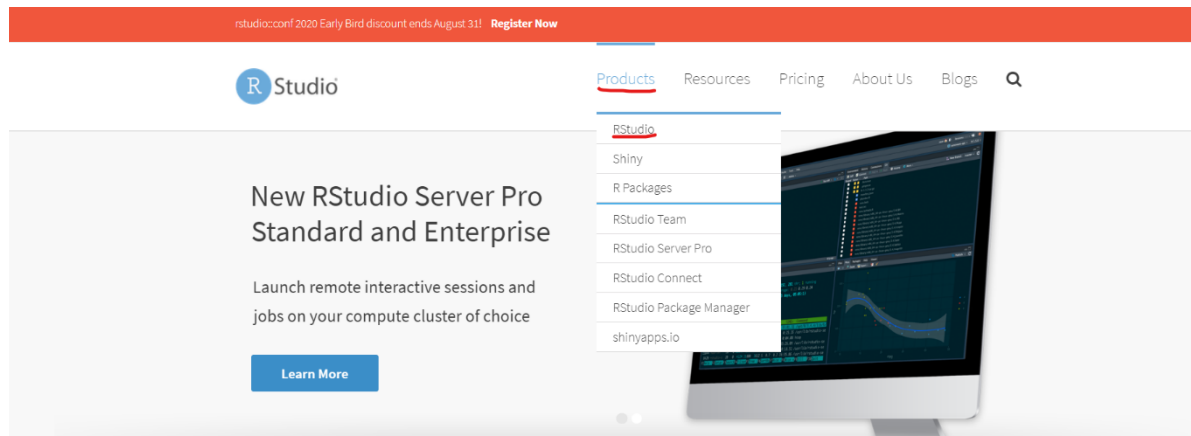 rstudio::conf 2020 Early Bird discount ends August 31! Register Now
R Studio
Products Resources Pricing About Us Blogs
RStudio
Shiny
R Packages
RStudio Team
RStudio Server Pro
RStudio Connect
RStudio Package Manager
shinyapps.io
New RStudio Server Pro
Standard and Enterprise
Launch remote interactive sessions and
jobs on your compute cluster of choice
Learn More